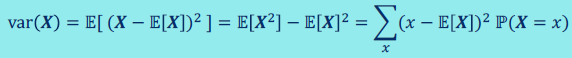 var(X) = 𝔼[ (X − 𝔼[X])² ] = 𝔼[X²] − 𝔼[X]² = ∑ₓ (x − 𝔼[X])² ℙ(X = x)